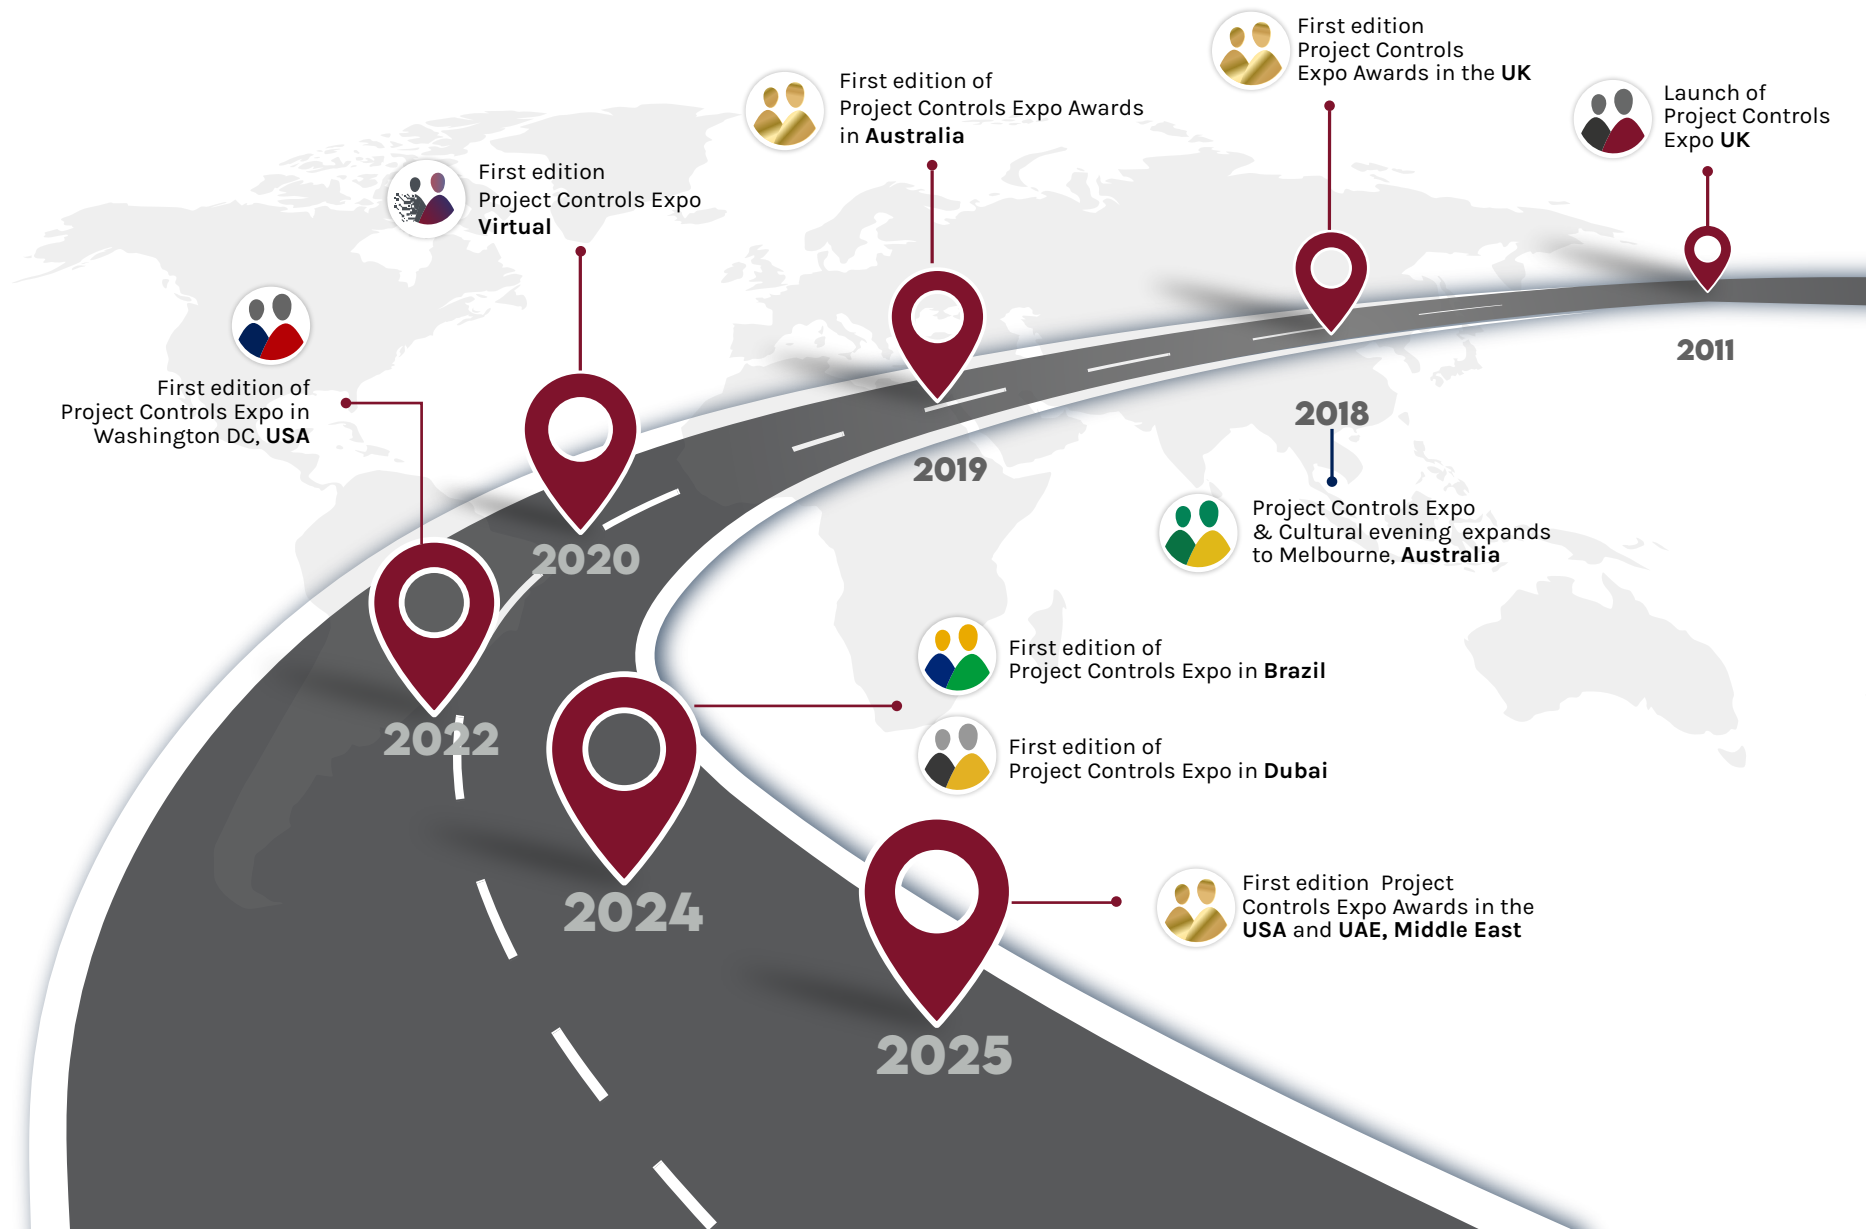 First edition
Project Controls
Expo Awards in the UK
Launch of
Project Controls
Expo UK
First edition of
Project Controls Expo Awards
in Australia
First edition
Project Controls Expo
Virtual
First edition of
Project Controls Expo in
Washington DC, USA
2011
2018
2019
Project Controls Expo
& Cultural evening expands
to Melbourne, Australia
2020
First edition of
Project Controls Expo in Brazil
2022
First edition of
Project Controls Expo in Dubai
2024
First edition Project
Controls Expo Awards in the
USA and UAE, Middle East
2025